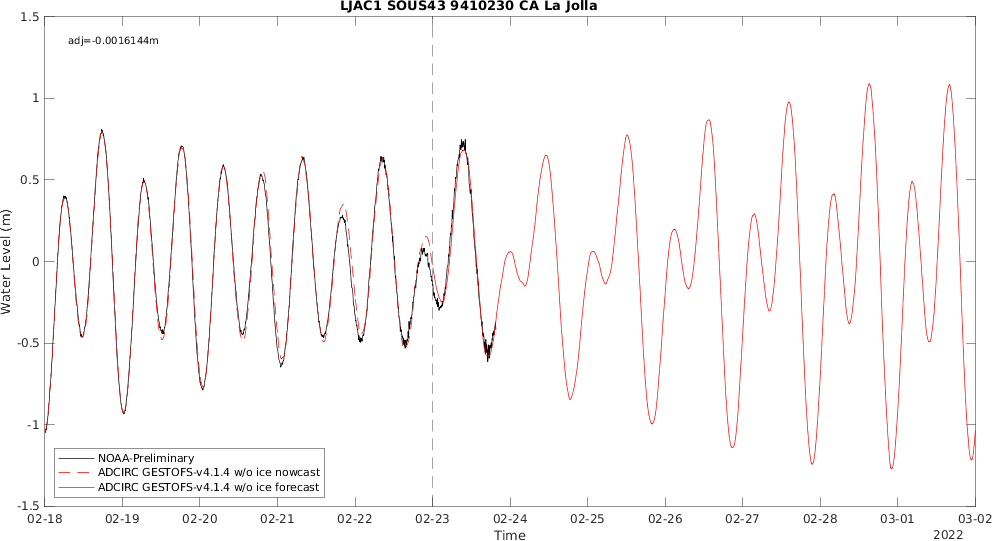 LJAC1 SOUS43 9410230 CA La Jolla
adj=-0.0016144m
1.5
1
0.5
0
-0.5
-1
-1.5
Water Level (m)
NOAA-Preliminary
ADCIRC GESTOFS-v4.1.4 w/o ice nowcast
ADCIRC GESTOFS-v4.1.4 w/o ice forecast
02-18 02-19 02-20 02-21 02-22 02-23 02-24 02-25 02-26 02-27 02-28 03-01 03-02
Time
2022